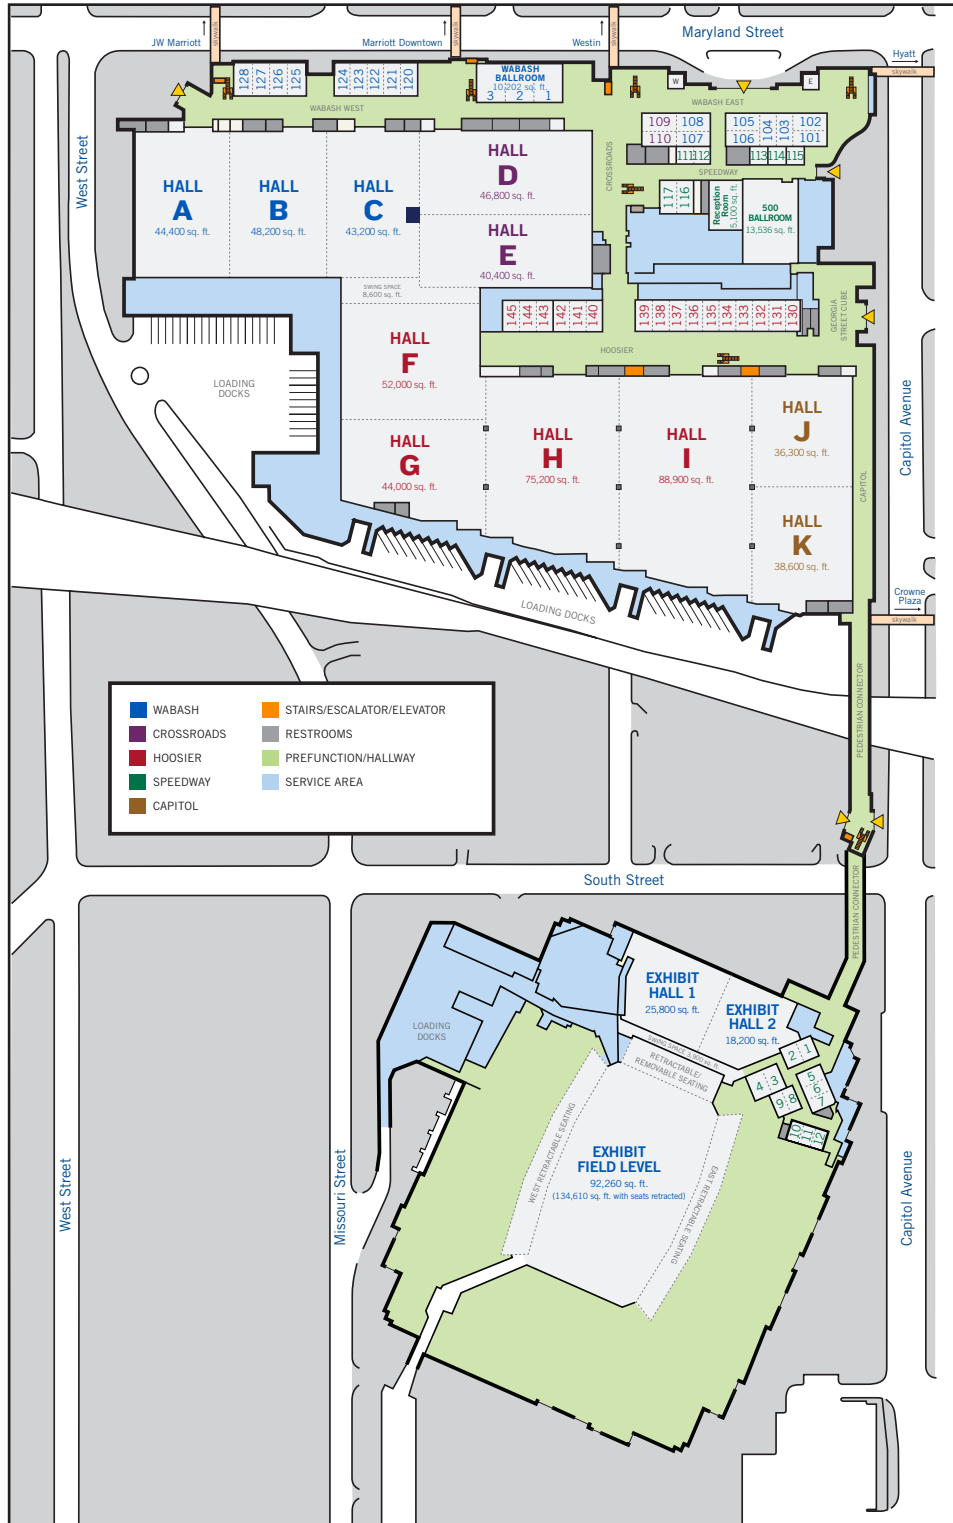 Maryland Street
JW Marriott
skywalk
Marriott Downtown
skywalk
Westin
skywalk
Hyatt
skywalk
128
127
126
125
124
123
122
121
120
WABASH
BALLROOM
10,202 sq. ft.
3 2 1
W
E
WABASH WEST
WABASH EAST
109 108
110 107
111 112
105 104 103 102
106 101
113 114 115
SPEEDWAY
CROSSROADS
West Street
HALL
A
44,400 sq. ft.
HALL
B
48,200 sq. ft.
HALL
C
43,200 sq. ft.
HALL
D
46,800 sq. ft.
HALL
E
40,400 sq. ft.
117
116
Reception
Room
5,100 sq. ft.
500
BALLROOM
13,536 sq. ft.
SWING SPACE
8,600 sq. ft.
145
144
143
142
141
140
139
138
137
136
135
134
133
132
131
130
GEORGIA
STREET CUBE
HOOSIER
HALL
F
52,000 sq. ft.
LOADING
DOCKS
HALL
G
44,000 sq. ft.
HALL
H
75,200 sq. ft.
HALL
I
88,900 sq. ft.
HALL
J
36,300 sq. ft.
HALL
K
38,600 sq. ft.
CAPITOL
Capitol Avenue
LOADING DOCKS
Crowne
Plaza
skywalk
PEDESTRIAN CONNECTOR
WABASH
CROSSROADS
HOOSIER
SPEEDWAY
CAPITOL
STAIRS/ESCALATOR/ELEVATOR
RESTROOMS
PREFUNCTION/HALLWAY
SERVICE AREA
South Street
PEDESTRIAN CONNECTOR
EXHIBIT
HALL 1
25,800 sq. ft.
EXHIBIT
HALL 2
18,200 sq. ft.
LOADING
DOCKS
SWING SPACE 3,900 sq. ft.
RETRACTABLE/
REMOVABLE SEATING
2 1
4 3
5
6
7
9 8
10
11
12
WEST RETRACTABLE SEATING
EXHIBIT
FIELD LEVEL
92,260 sq. ft.
(134,610 sq. ft. with seats retracted)
EAST RETRACTABLE SEATING
West Street
Missouri Street
Capitol Avenue